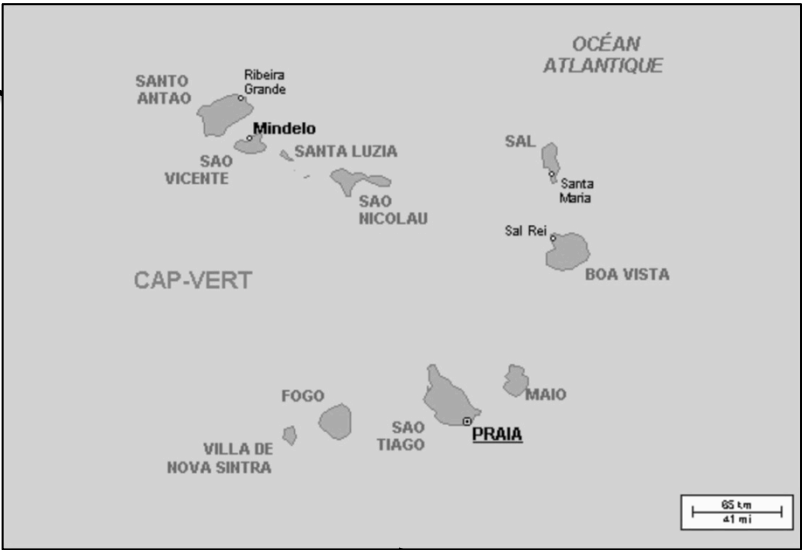 OCÉAN
ATLANTIQUE
SANTO
ANTAO
Ribeira
Grande
Mindelo
SAO
VICENTE
SANTA LUZIA
SAO
NICOLAU
SAL
Santa
Maria
Sal Rei
BOA VISTA
CAP-VERT
FOGO
VILLA DE
NOVA SINTRA
SAO
TIAGO
PRAIA
MAIO
65 km
41 mi